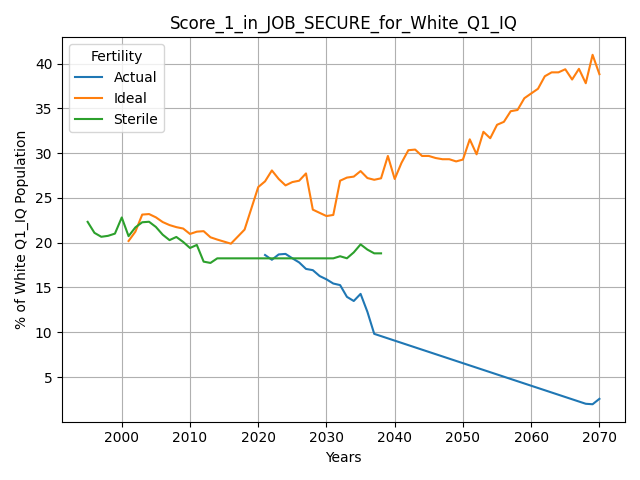 Score_1_in_JOB_SECURE_for_White_Q1_IQ
Fertility
Actual
Ideal
Sterile
% of White Q1_IQ Population
40
35
30
25
20
15
10
5
2000 2010 2020 2030 2040 2050 2060 2070
Years